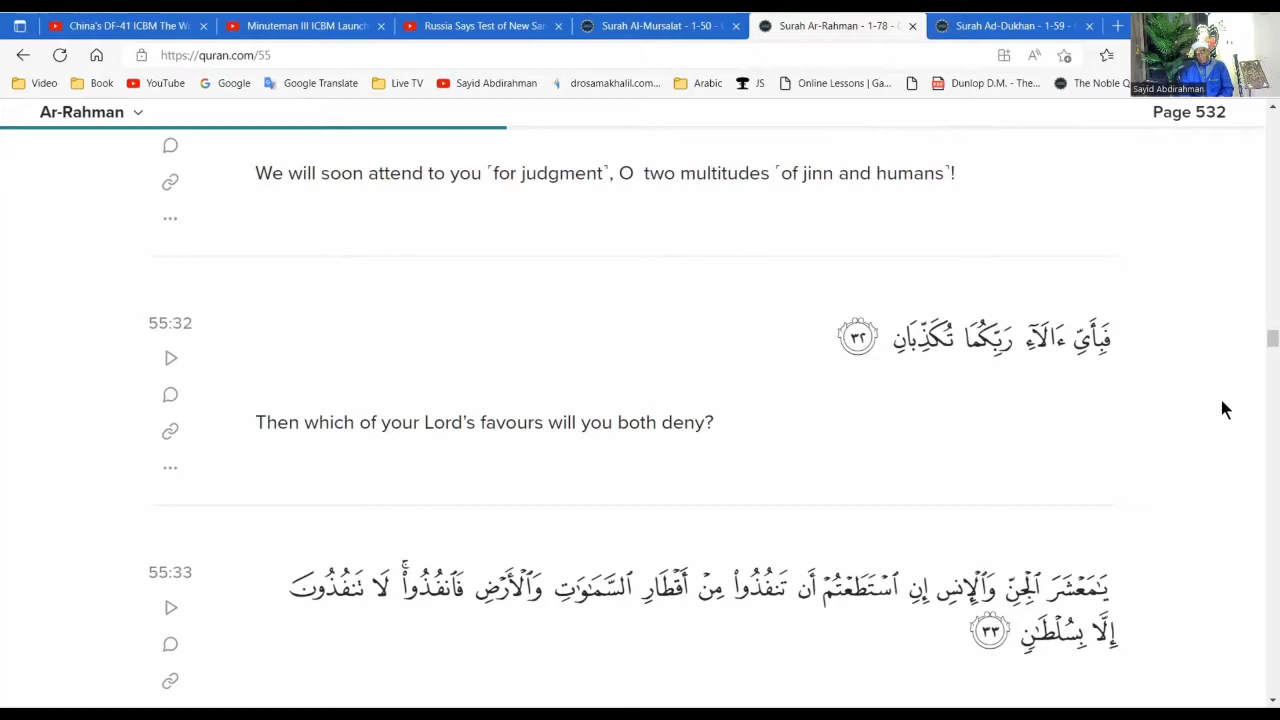 China's DF-41 ICBM The Wo
Minuteman III ICBM Launch
Russia Says Test of New Sar
Surah Al-Mursalat - 1-50 -
Surah Ar-Rahman - 1-78 -
Surah Ad-Dukhan - 1-59 -
https://quran.com/55
Video
Book
YouTube
Google
Google Translate
Live TV
Sayid Abdirahman
drosamakhalil.com...
Arabic
JS
Online Lessons | Ga...
Dunlop D.M. - The...
The Noble Q
Sayid Abdirahman
Ar-Rahman
Page 532
We will soon attend to you ˹for judgment˺, O two multitudes ˹of jinn and humans˺!
55:32
فَبِأَىِّ ءَالَآءِ رَبِّكُمَا تُكَذِّبَانِ ٣٢
Then which of your Lord’s favours will you both deny?
55:33
يَـٰمَعْشَرَ ٱلْجِنِّ وَٱلْإِنسِ إِنِ ٱسْتَطَعْتُمْ أَن تَنفُذُوا۟ مِنْ أَقْطَارِ ٱلسَّمَـٰوَٰتِ وَٱلْأَرْضِ فَٱنفُذُوا۟ ۚ لَا تَنفُذُونَ
إِلَّا بِسُلْطَـٰنٍ ٣٣